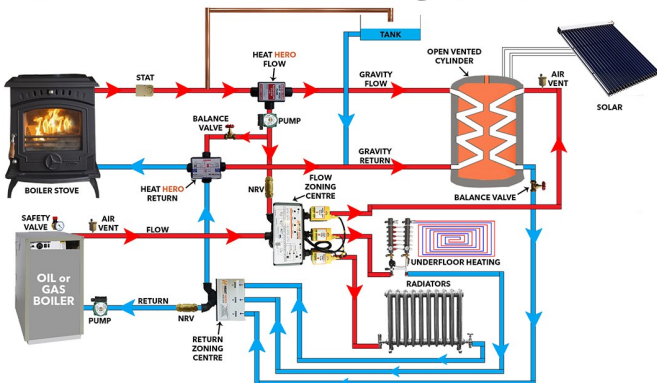 TANK
HEAT HERO
FLOW
OPEN VENTED
CYLINDER
STAT
GRAVITY
FLOW
AIR
VENT
SOLAR
BALANCE
VALVE
PUMP
GRAVITY
RETURN
BOILER STOVE
HEAT HERO
RETURN
NRV
FLOW
ZONING
CENTRE
BALANCE VALVE
SAFETY
VALVE
AIR
VENT
FLOW
UNDERFLOOR HEATING
OIL or
GAS
BOILER
RADIATORS
RETURN
PUMP
NRV
RETURN
ZONING
CENTRE